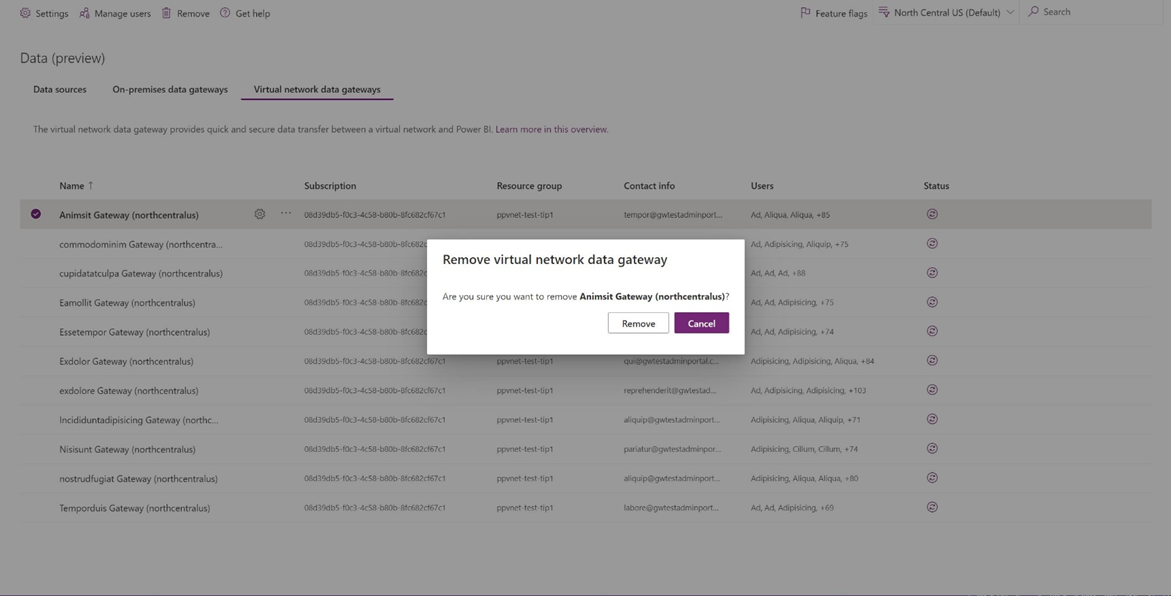 Settings Manage users Remove Get help Feature flags North Central US (Default) Search
Data (preview)
Data sources On-premises data gateways Virtual network data gateways
The virtual network data gateway provides quick and secure data transfer between a virtual network and Power BI. Learn more in this overview.
Name ↑ Subscription Resource group Contact info Users Status
Animsit Gateway (northcentralus) ... 08d39db5-f0c3-4c58-b80b-8fc682cf67c1 ppvnet-test-tip1 tempor@gwtestadminport... Ad, Aliqua, Aliqua, +85
commodominim Gateway (northcentra... 08d39db5-f0c3-4c58-b80b-8fc682cf Ad, Adipisicing, Aliquip, +75
cupidatatculpa Gateway (northcentralus) 08d39db5-f0c3-4c58-b80b-8fc682cf Ad, Ad, Ad, +88
Eamollit Gateway (northcentralus) 08d39db5-f0c3-4c58-b80b-8fc682cf Ad, Ad, Adipisicing, +75
Essetempor Gateway (northcentralus) 08d39db5-f0c3-4c58-b80b-8fc682cf Ad, Ad, Adipisicing, +74
Exdolor Gateway (northcentralus) 08d39db5-f0c3-4c58-b80b-8fc682cf67c1 ppvnet-test-tip1 qui@gwtestadminportal.c... Adipisicing, Adipisicing, Aliqua, +84
exdolore Gateway (northcentralus) 08d39db5-f0c3-4c58-b80b-8fc682cf67c1 ppvnet-test-tip1 reprehenderit@gwtestad... Ad, Adipisicing, Adipisicing, +103
Incididuntadipisicing Gateway (northc... 08d39db5-f0c3-4c58-b80b-8fc682cf67c1 ppvnet-test-tip1 aliquip@gwtestadminport... Adipisicing, Aliqua, Aliquip, +71
Nisisunt Gateway (northcentralus) 08d39db5-f0c3-4c58-b80b-8fc682cf67c1 ppvnet-test-tip1 pariatur@gwtestadminpor... Adipisicing, Cillum, Cillum, +74
nostrudfugiat Gateway (northcentralus) 08d39db5-f0c3-4c58-b80b-8fc682cf67c1 ppvnet-test-tip1 aliquip@gwtestadminport... Adipisicing, Aliqua, Aliqua, +80
Temporduis Gateway (northcentralus) 08d39db5-f0c3-4c58-b80b-8fc682cf67c1 ppvnet-test-tip1 labore@gwtestadminport... Ad, Ad, Adipisicing, +69
Remove virtual network data gateway
Are you sure you want to remove Animsit Gateway (northcentralus)?
Remove Cancel